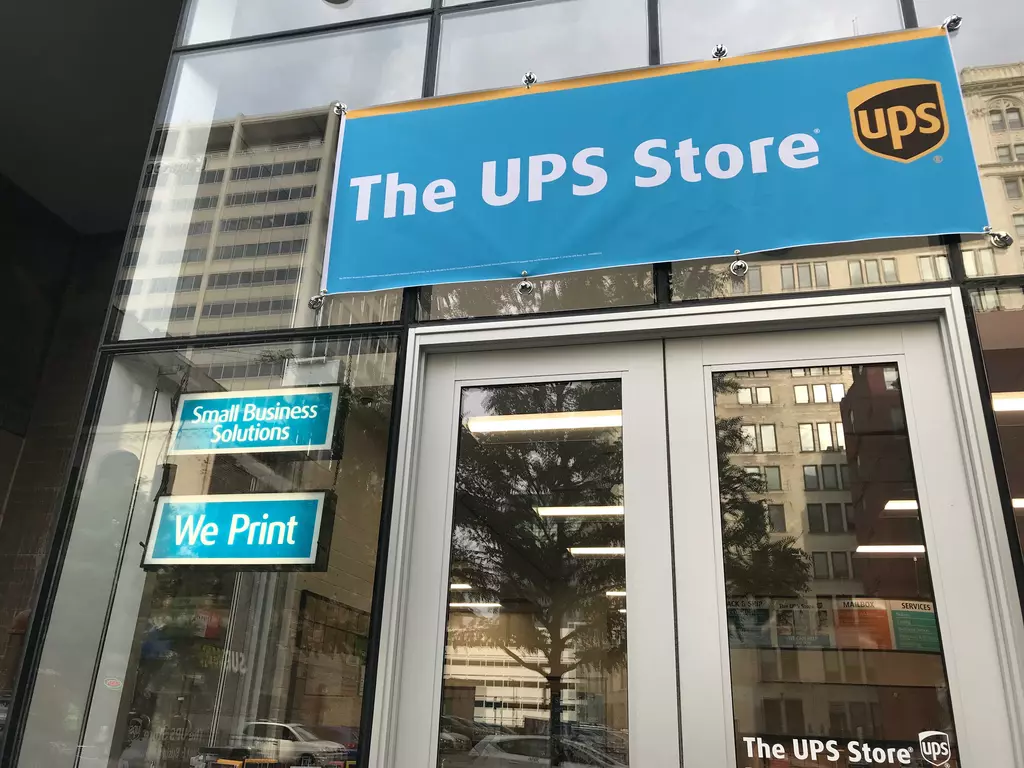 The UPS Store®
ups®
Small Business
Solutions
We Print
MAILBOX
SERVICES
The UPS Store
ups